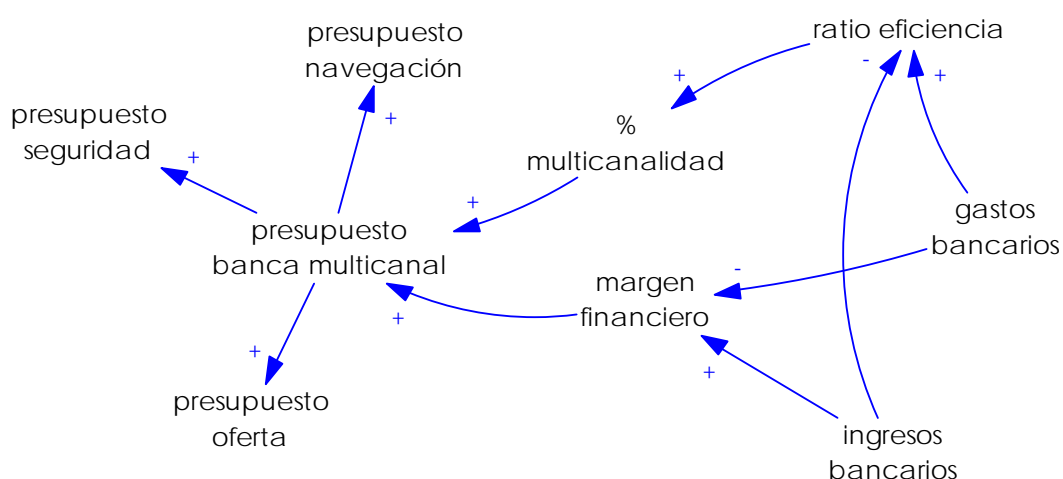 presupuesto
navegación
ratio eficiencia
-
+
+
presupuesto
seguridad
+
+
%
multicanalidad
+
gastos
bancarios
presupuesto
banca multicanal
-
margen
financiero
+
+
+
presupuesto
oferta
ingresos
bancarios